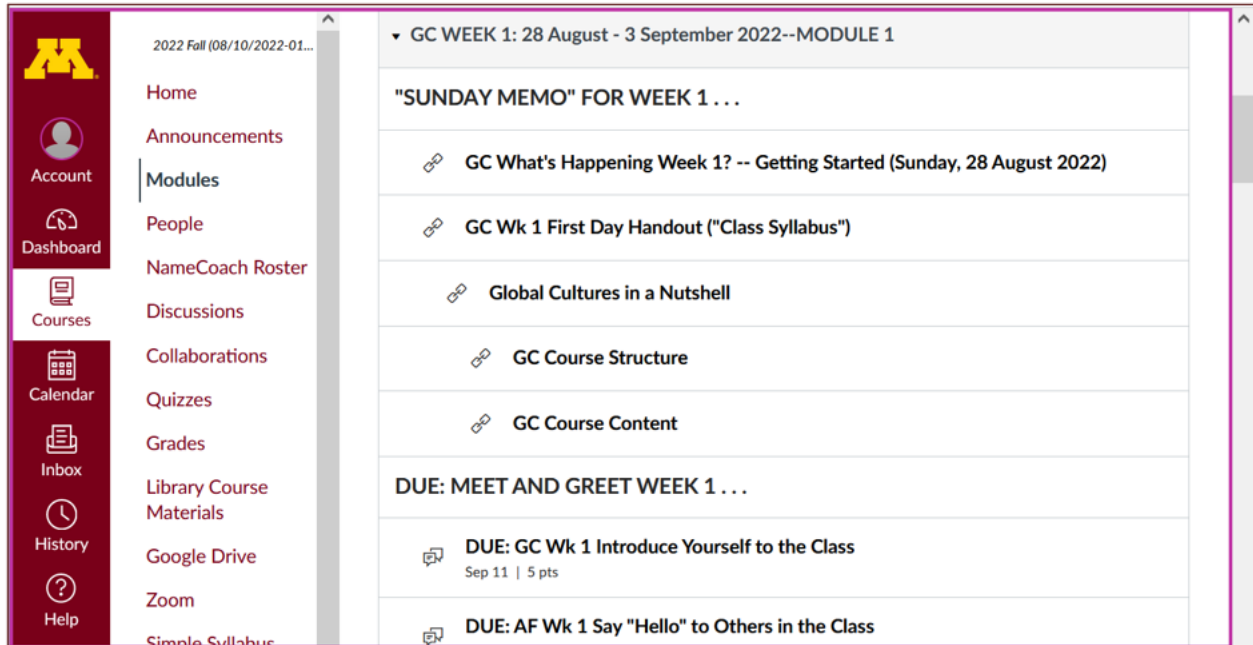 M
Account
Dashboard
Courses
Calendar
Inbox
History
Help
2022 Fall (08/10/2022-01...
Home
Announcements
Modules
People
NameCoach Roster
Discussions
Collaborations
Quizzes
Grades
Library Course
Materials
Google Drive
Zoom
Simple Syllabus
GC WEEK 1: 28 August - 3 September 2022--MODULE 1
"SUNDAY MEMO" FOR WEEK 1 . . .
GC What's Happening Week 1? -- Getting Started (Sunday, 28 August 2022)
GC Wk 1 First Day Handout ("Class Syllabus")
Global Cultures in a Nutshell
GC Course Structure
GC Course Content
DUE: MEET AND GREET WEEK 1 . . .
DUE: GC Wk 1 Introduce Yourself to the Class
Sep 11 | 5 pts
DUE: AF Wk 1 Say "Hello" to Others in the Class